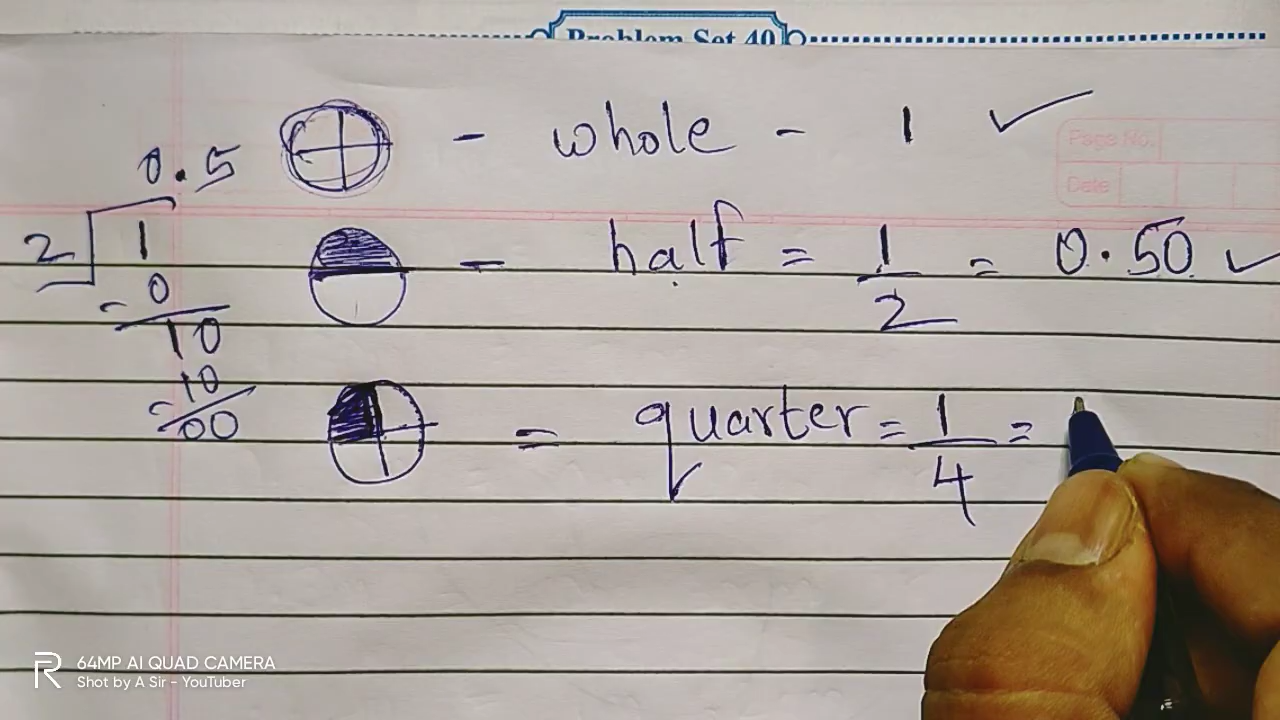 Problem Set 40
- whole - 1 ✓
Page No.
Date
0.5
2 1
- 0
10
- 10
00
- half = 1/2 = 0.50 ✓
= quarter = 1/4 =
64MP AI QUAD CAMERA
Shot by A Sir - YouTuber